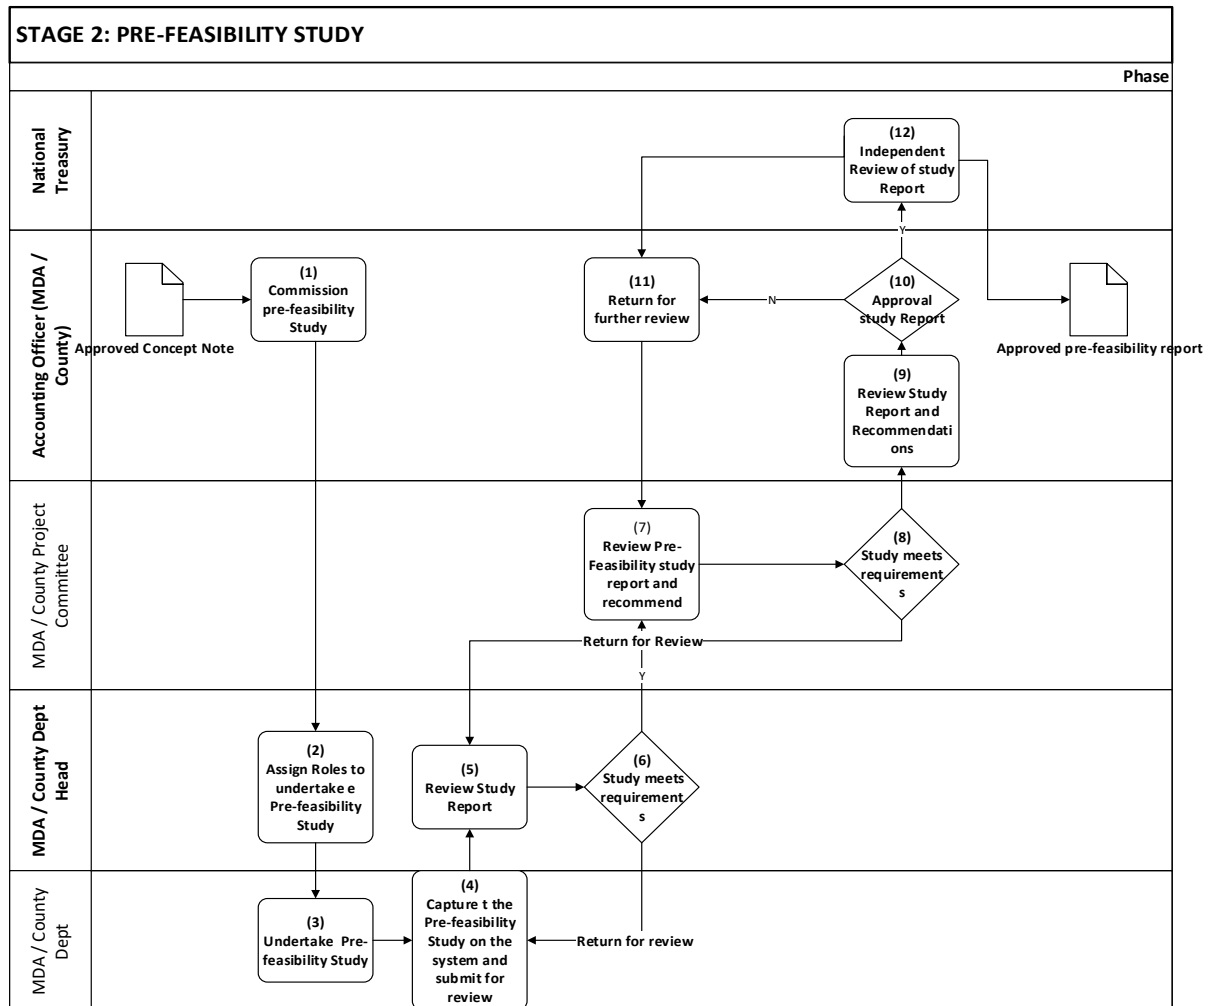 STAGE 2: PRE-FEASIBILITY STUDY
Phase
National
Treasury
(12)
Independent
Review of study
Report
Y
Accounting Officer (MDA /
County)
Approved Concept Note
(1)
Commission
pre-feasibility
Study
(11)
Return for
further review
N
(10)
Approval
study Report
Approved pre-feasibility report
(9)
Review Study
Report and
Recommendati
ons
MDA / County Project
Committee
(7)
Review Pre-
Feasibility study
report and
recommend
(8)
Study meets
requirement
s
Return for Review
Y
MDA / County Dept
Head
(2)
Assign Roles to
undertake e
Pre-feasibility
Study
(5)
Review Study
Report
(6)
Study meets
requirement
s
MDA / County
Dept
(3)
Undertake Pre-
feasibility Study
(4)
Capture t the
Pre-feasibility
Study on the
system and
submit for
review
Return for review